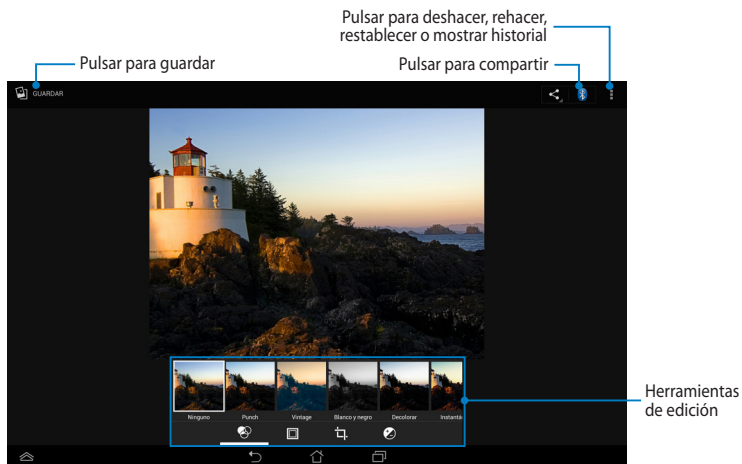 Pulsar para deshacer, rehacer,
restablecer o mostrar historial
Pulsar para guardar
Pulsar para compartir
GUARDAR
Herramientas
de edición
Ninguno
Punch
Vintage
Blanco y negro
Decolorar
Instantá